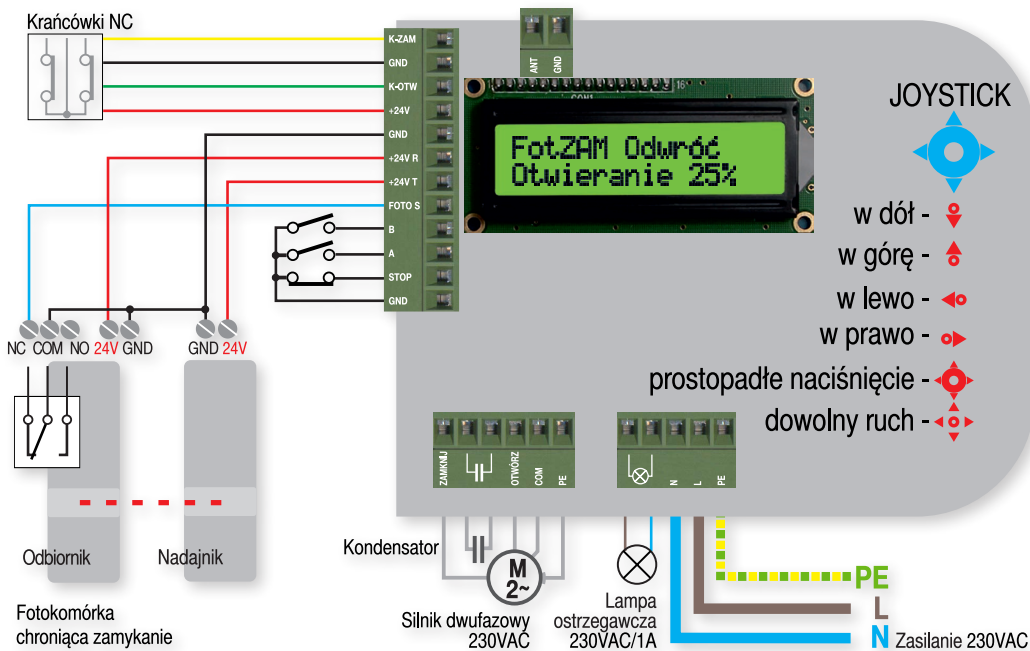 Krańcówki NC
K-ZAM
GND
K-OTW
+24V
GND
+24V R
+24V T
FOTO S
B
A
STOP
GND
ANT
GND
CON1
16
FotZAM Odwróć
Otwieranie 25%
JOYSTICK
w dół -
w górę -
w lewo -
w prawo -
prostopadłe naciśnięcie -
dowolny ruch -
NC COM NO 24V GND
GND 24V
Odbiornik
Nadajnik
Fotokomórka
chroniąca zamykanie
ZAMKNIJ
OTWÓRZ
COM
PE
N
L
PE
Kondensator
M
2~
Silnik dwufazowy
230VAC
Lampa
ostrzegawcza
230VAC/1A
PE
L
N Zasilanie 230VAC